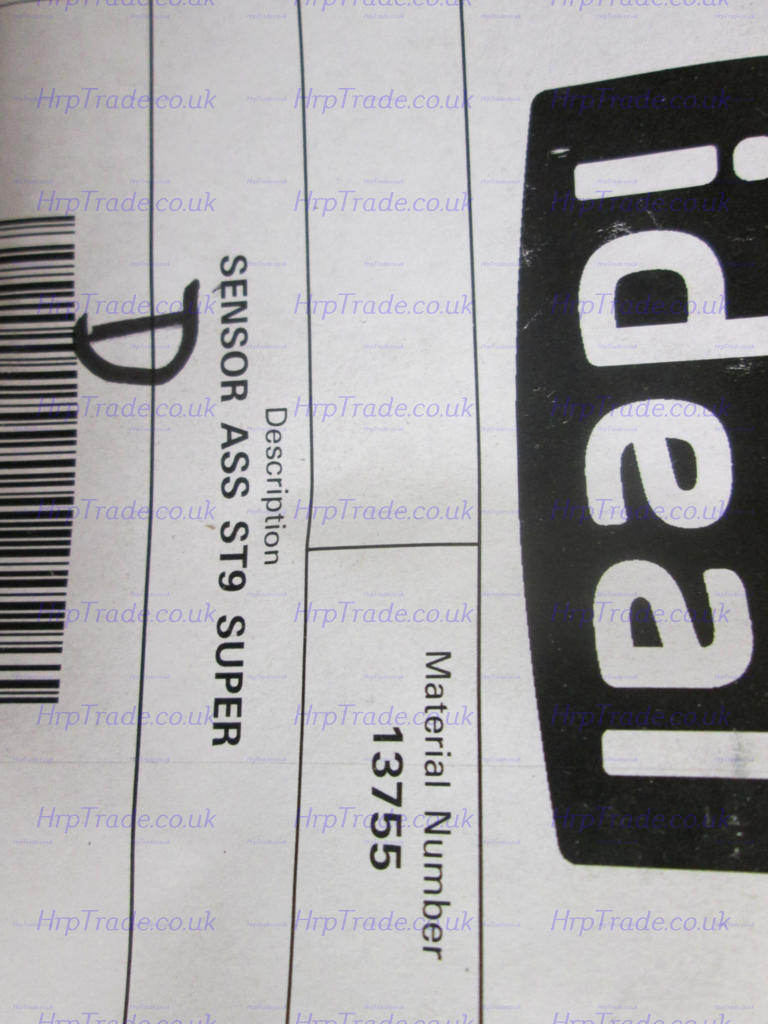 ideal
Material Number
13755
Description
SENSOR ASS ST9 SUPER
D
HrpTrade.co.uk